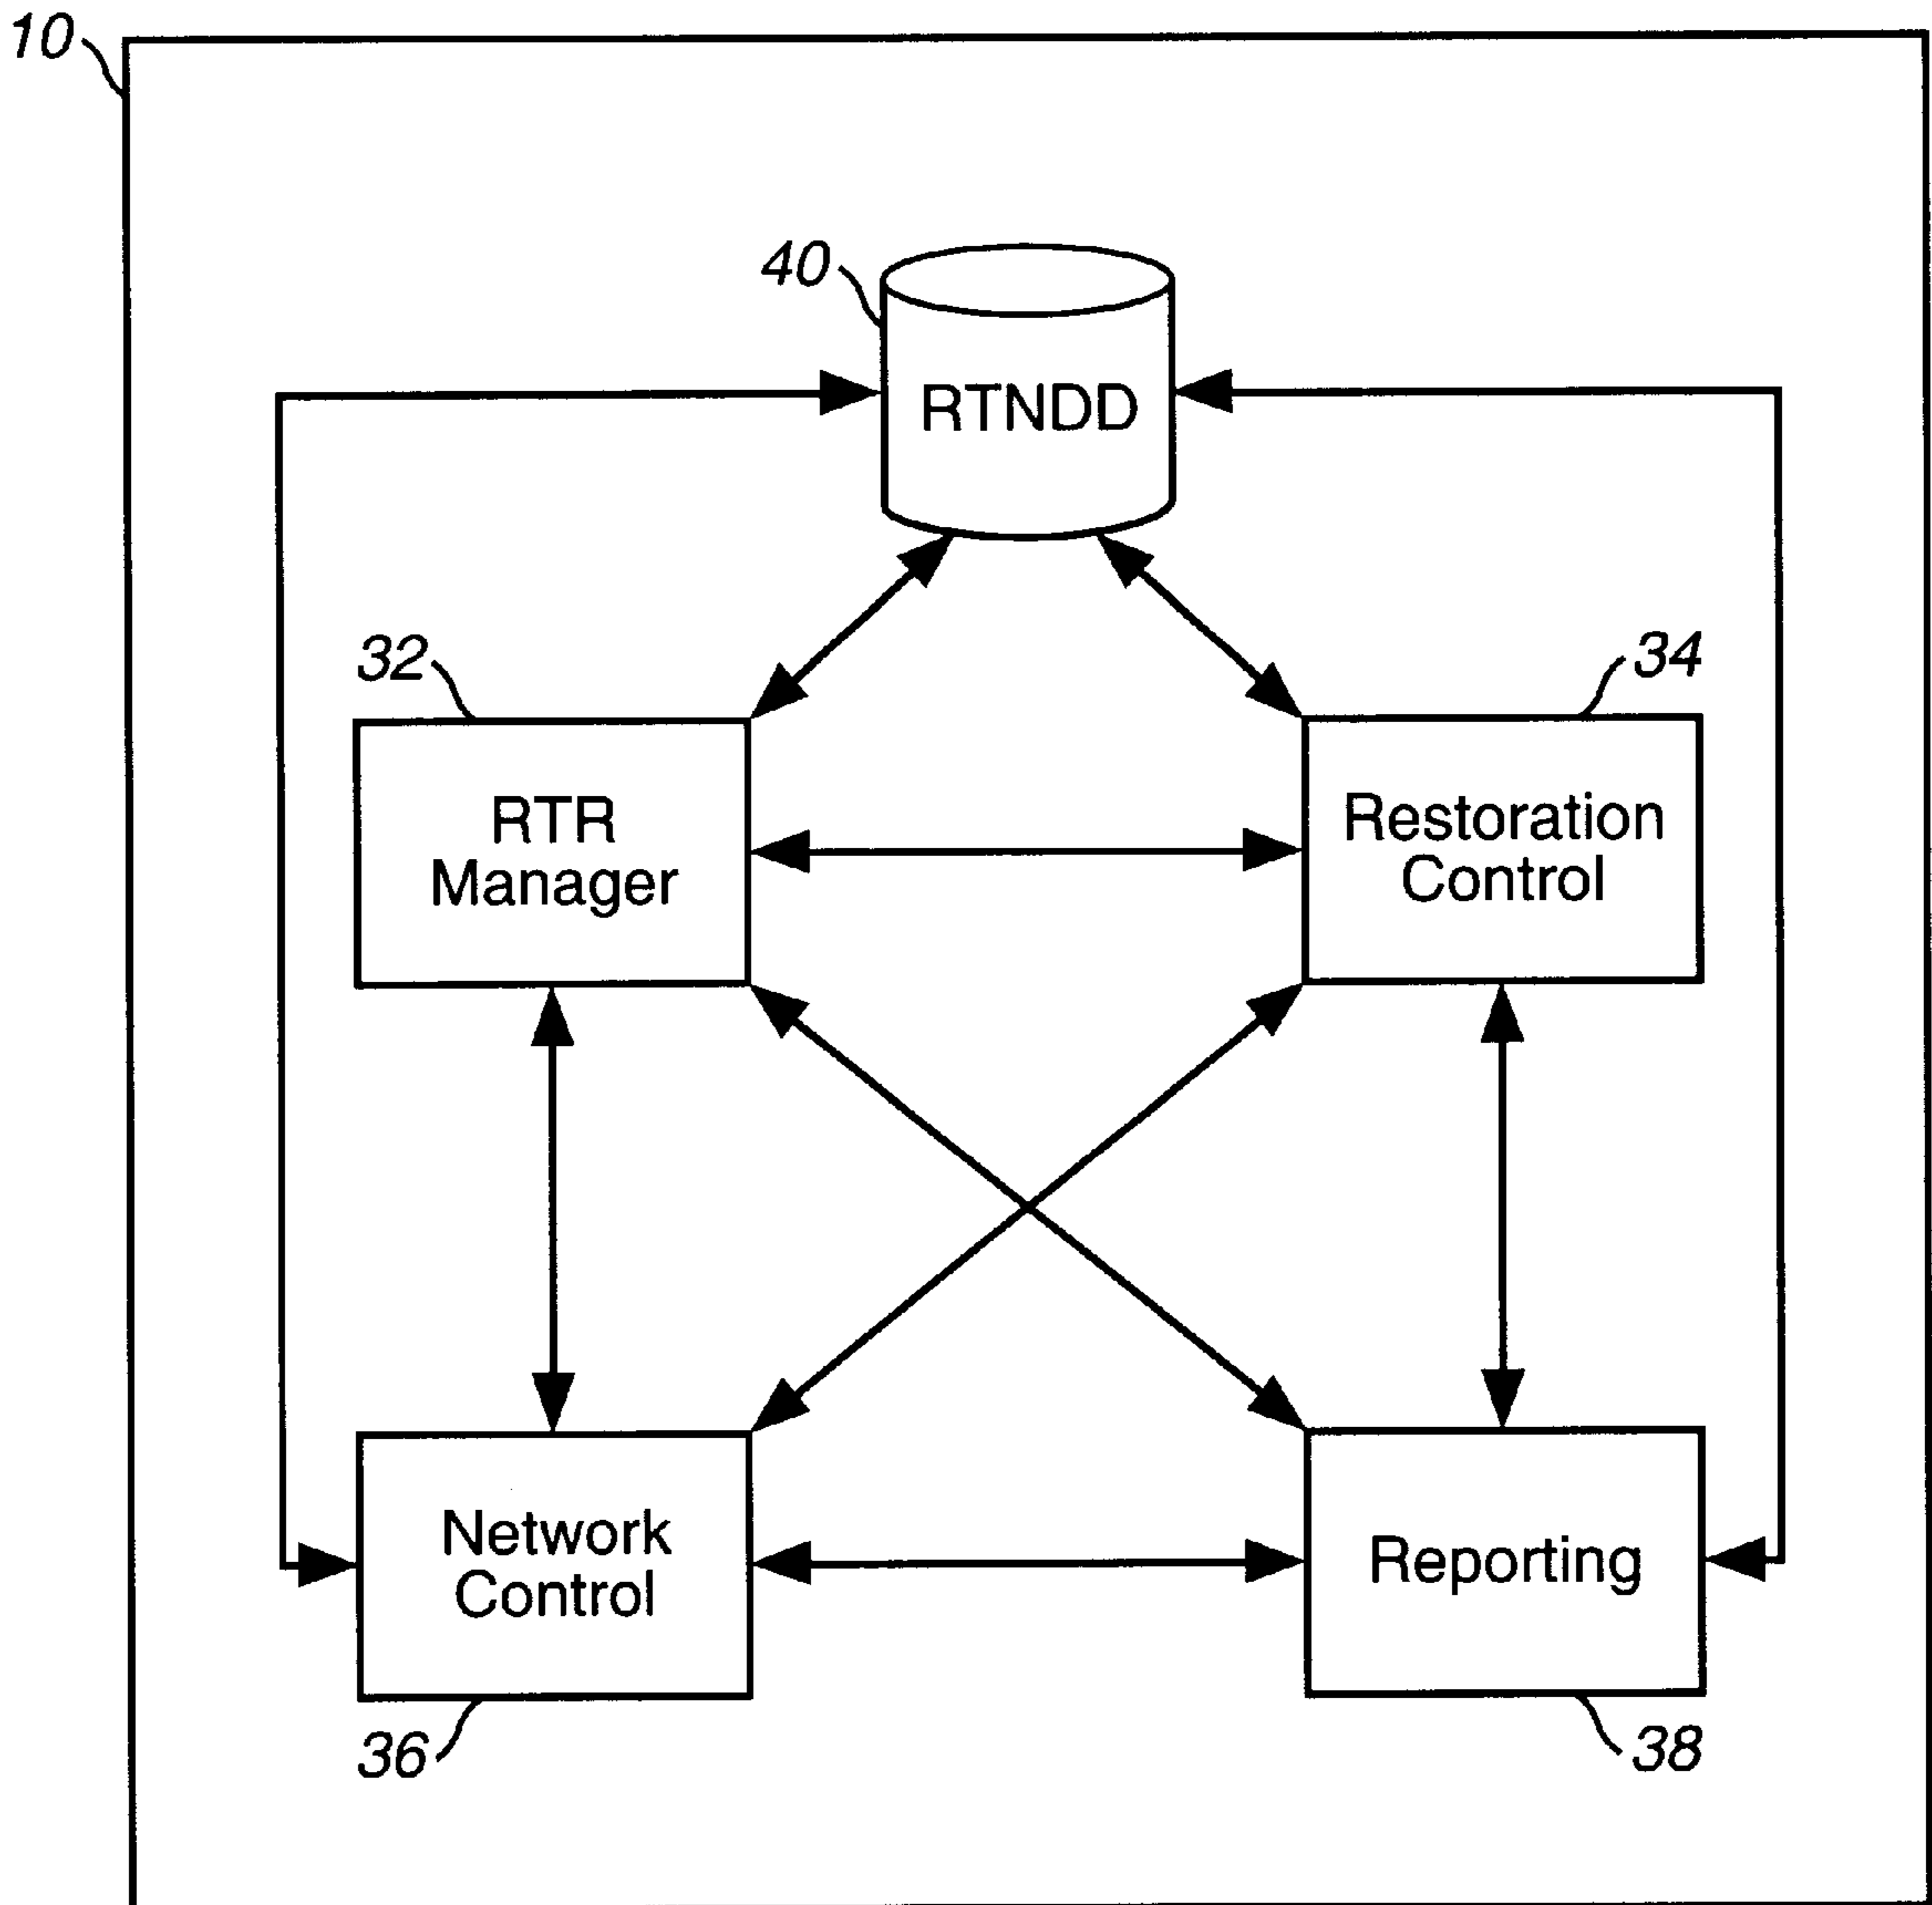 10
40
RTNDD
32
34
RTR
Manager
Restoration
Control
Network
Control
Reporting
36
38